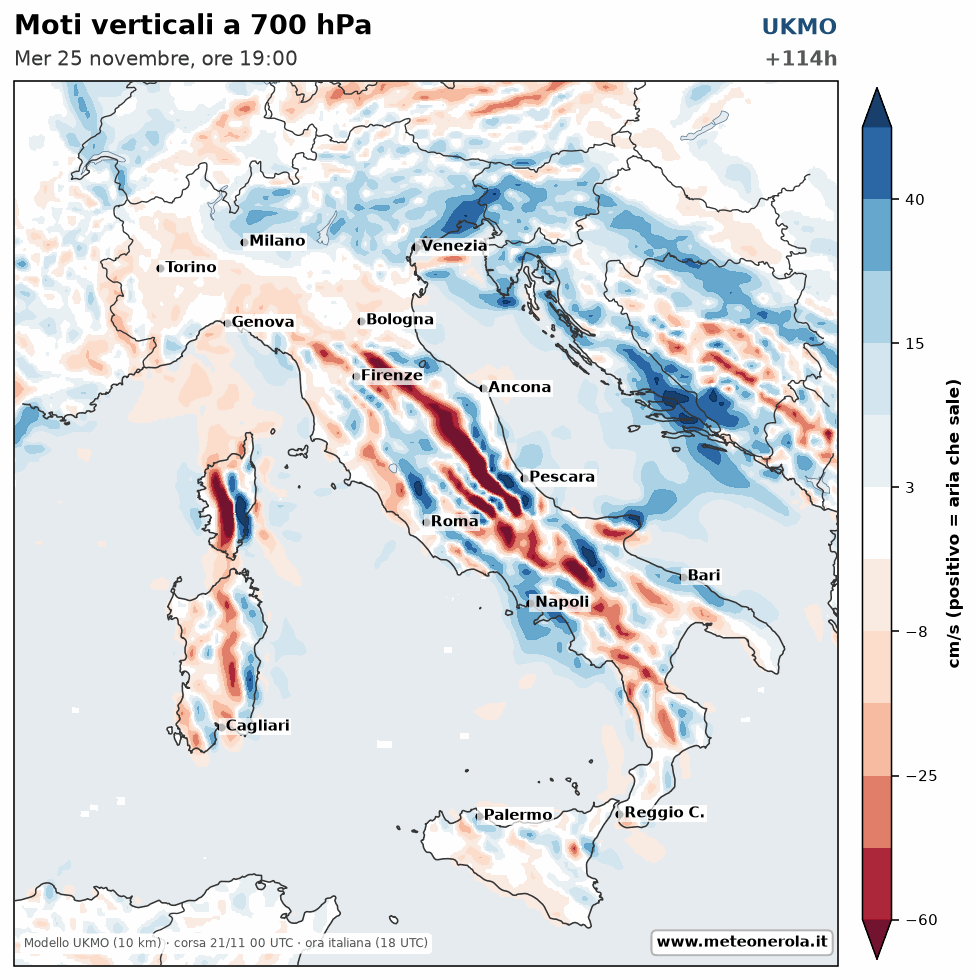 Moti verticali a 700 hPa
UKMO
Mer 25 novembre, ore 19:00
+114h
Milano
Venezia
Torino
Genova
Bologna
Firenze
Ancona
Pescara
Roma
Bari
Napoli
Cagliari
Palermo
Reggio C.
40
15
3
−8
−25
−60
cm/s (positivo = aria che sale)
Modello UKMO (10 km) · corsa 21/11 00 UTC · ora italiana (18 UTC)
www.meteonerola.it